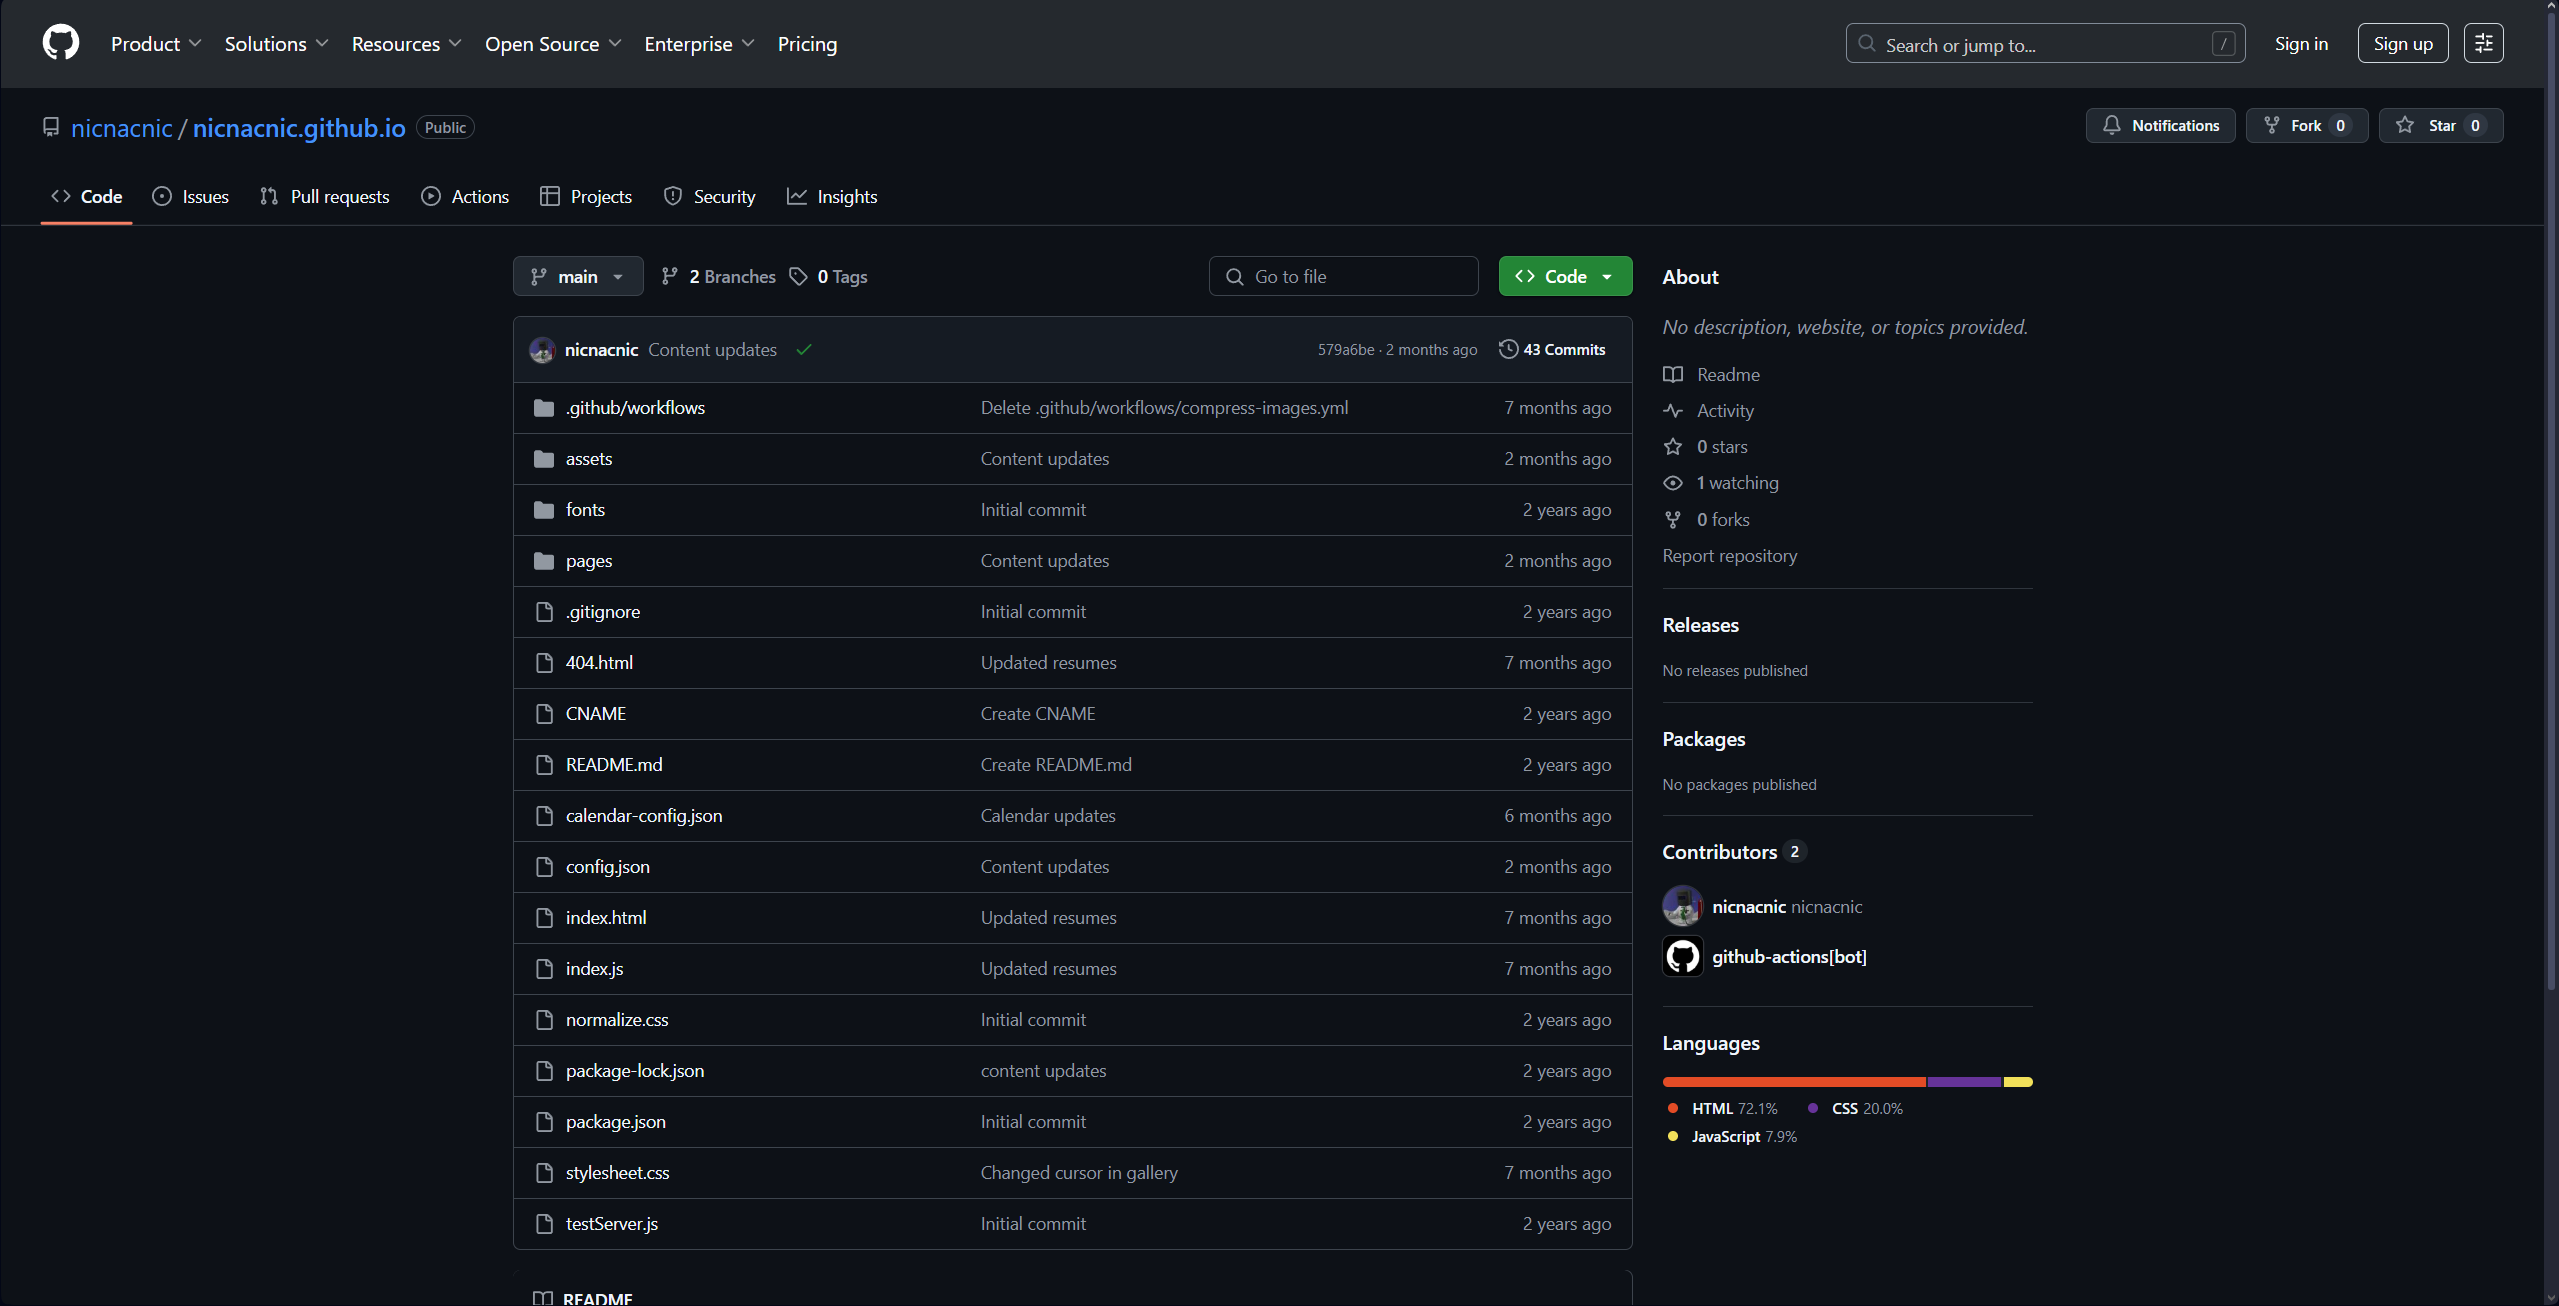 Product Solutions Resources Open Source Enterprise Pricing Search or jump to... / Sign in Sign up
nicnacnic / nicnacnic.github.io Public Notifications Fork 0 Star 0
Code Issues Pull requests Actions Projects Security Insights
main 2 Branches 0 Tags Go to file Code
nicnacnic Content updates 579a6be · 2 months ago 43 Commits
.github/workflows Delete .github/workflows/compress-images.yml 7 months ago
assets Content updates 2 months ago
fonts Initial commit 2 years ago
pages Content updates 2 months ago
.gitignore Initial commit 2 years ago
404.html Updated resumes 7 months ago
CNAME Create CNAME 2 years ago
README.md Create README.md 2 years ago
calendar-config.json Calendar updates 6 months ago
config.json Content updates 2 months ago
index.html Updated resumes 7 months ago
index.js Updated resumes 7 months ago
normalize.css Initial commit 2 years ago
package-lock.json content updates 2 years ago
package.json Initial commit 2 years ago
stylesheet.css Changed cursor in gallery 7 months ago
testServer.js Initial commit 2 years ago
README
About
No description, website, or topics provided.
Readme
Activity
0 stars
1 watching
0 forks
Report repository
Releases
No releases published
Packages
No packages published
Contributors 2
nicnacnic nicnacnic
github-actions[bot]
Languages
HTML 72.1% CSS 20.0%
JavaScript 7.9%